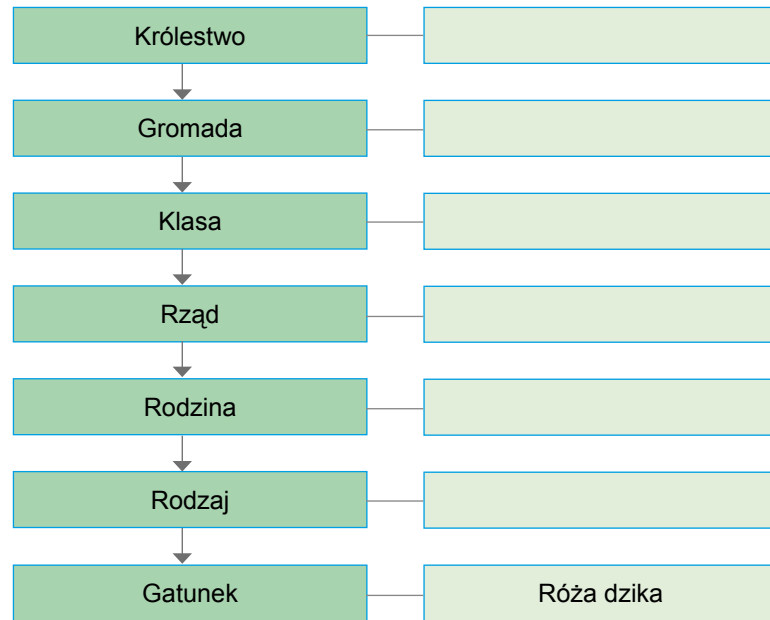 Królestwo
Gromada
Klasa
Rząd
Rodzina
Rodzaj
Gatunek
Róża dzika